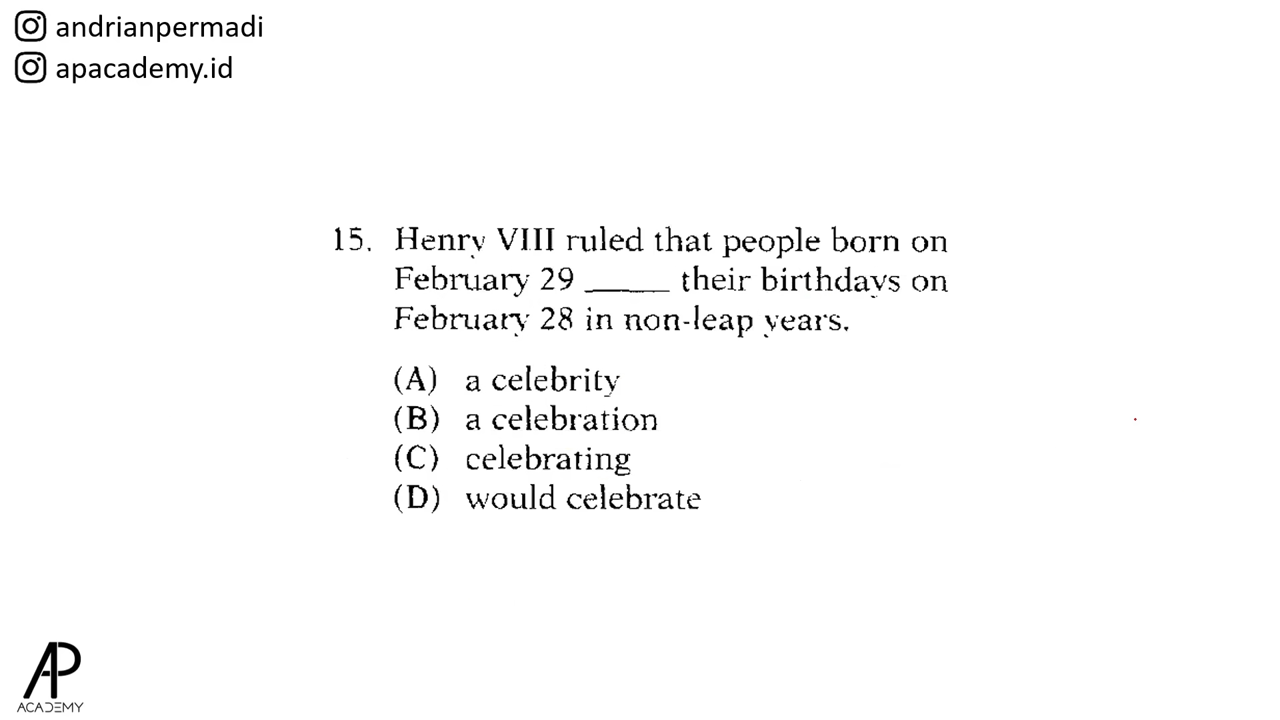 andrianpermadi
apacademy.id
15. Henry VIII ruled that people born on
February 29 _____ their birthdays on
February 28 in non-leap years.
(A) a celebrity
(B) a celebration
(C) celebrating
(D) would celebrate
AP
ACADEMY